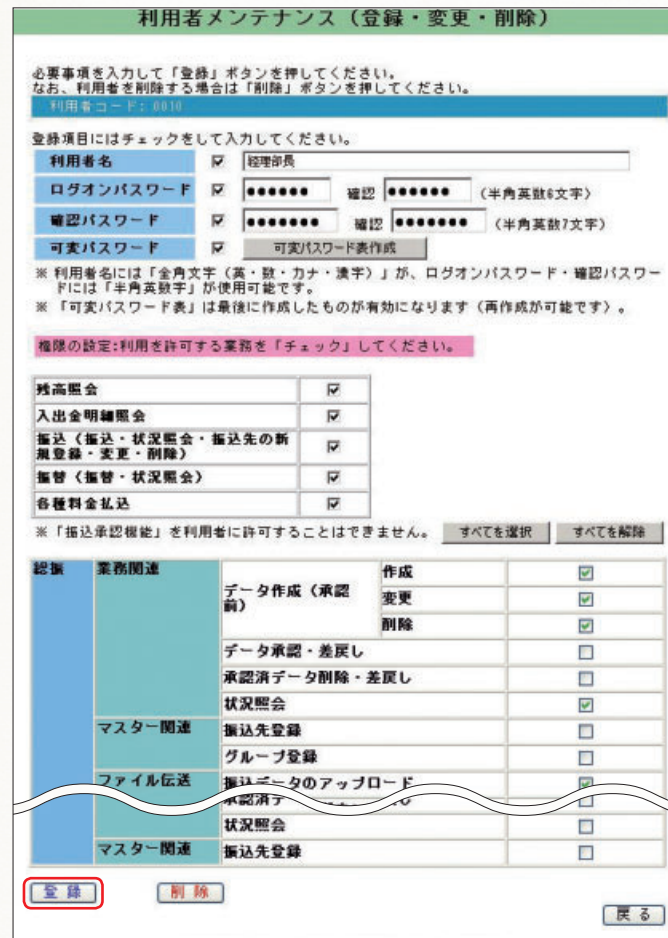 利用者メンテナンス（登録・変更・削除）
必要事項を入力して「登録」ボタンを押してください。
なお、利用者を削除する場合は「削除」ボタンを押してください。
利用者コード: 0010
登録項目にはチェックをして入力してください。
利用者名 経理部長
ログオンパスワード ●●●●●● 確認 ●●●●●● （半角英数6文字）
確認パスワード ●●●●●●● 確認 ●●●●●●● （半角英数7文字）
可変パスワード 可変パスワード表作成
※ 利用者名には「全角文字（英・数・カナ・漢字）」が、ログオンパスワード・確認パスワー
ドには「半角英数字」が使用可能です。
※ 「可変パスワード表」は最後に作成したものが有効になります（再作成が可能です）。
権限の設定:利用を許可する業務を「チェック」してください。
残高照会
入出金明細照会
振込（振込・状況照会・振込先の新
規登録・変更・削除）
振替（振替・状況照会）
各種料金払込
※「振込承認機能」を利用者に許可することはできません。 すべてを選択 すべてを解除
総振 業務関連 データ作成（承認
前） 作成
変更
削除
データ承認・差戻し
承認済データ削除・差戻し
状況照会
マスター関連 振込先登録
グループ登録
ファイル伝送 振込データのアップロード
状況照会
マスター関連 振込先登録
登録 削除
戻る